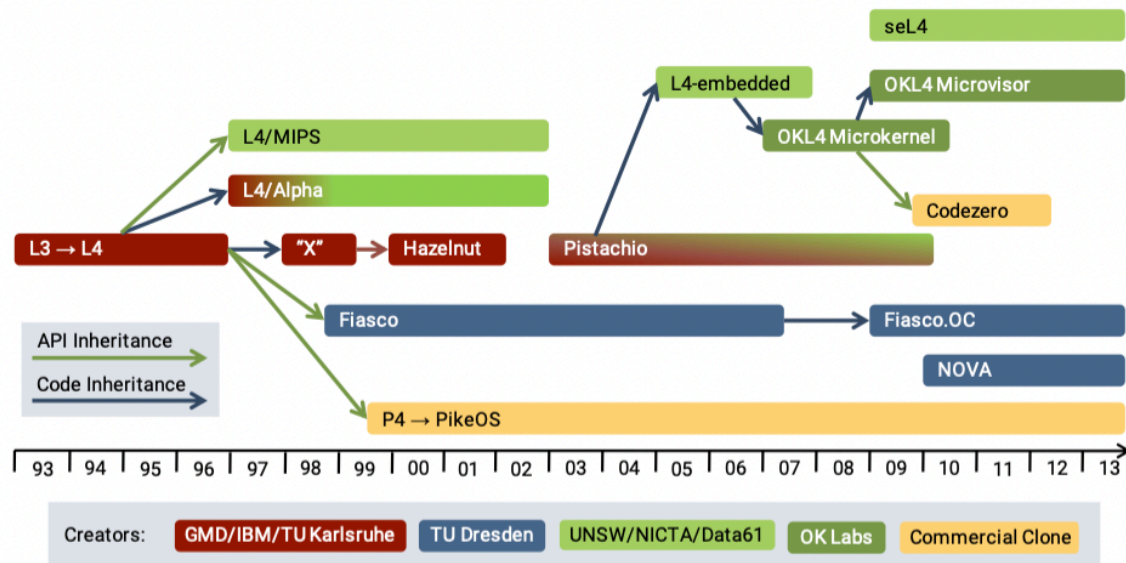 seL4
L4-embedded
OKL4 Microvisor
L4/MIPS
OKL4 Microkernel
L4/Alpha
Codezero
L3 → L4
"X"
Hazelnut
Pistachio
Fiasco
Fiasco.OC
API Inheritance
Code Inheritance
NOVA
P4 → PikeOS
93 94 95 96 97 98 99 00 01 02 03 04 05 06 07 08 09 10 11 12 13
Creators: GMD/IBM/TU Karlsruhe TU Dresden UNSW/NICTA/Data61 OK Labs Commercial Clone